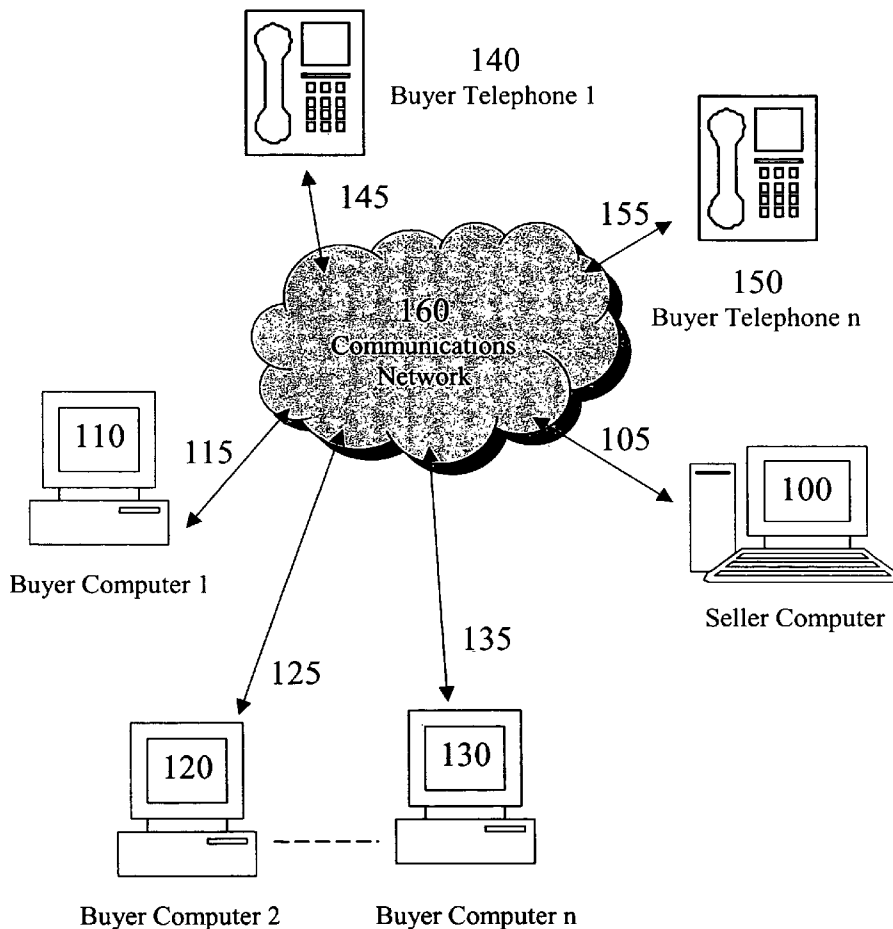 140
Buyer Telephone 1
145
155
150
Buyer Telephone n
160
Communications
Network
110
115
105
100
Buyer Computer 1
Seller Computer
125
135
120
130
Buyer Computer 2
Buyer Computer n